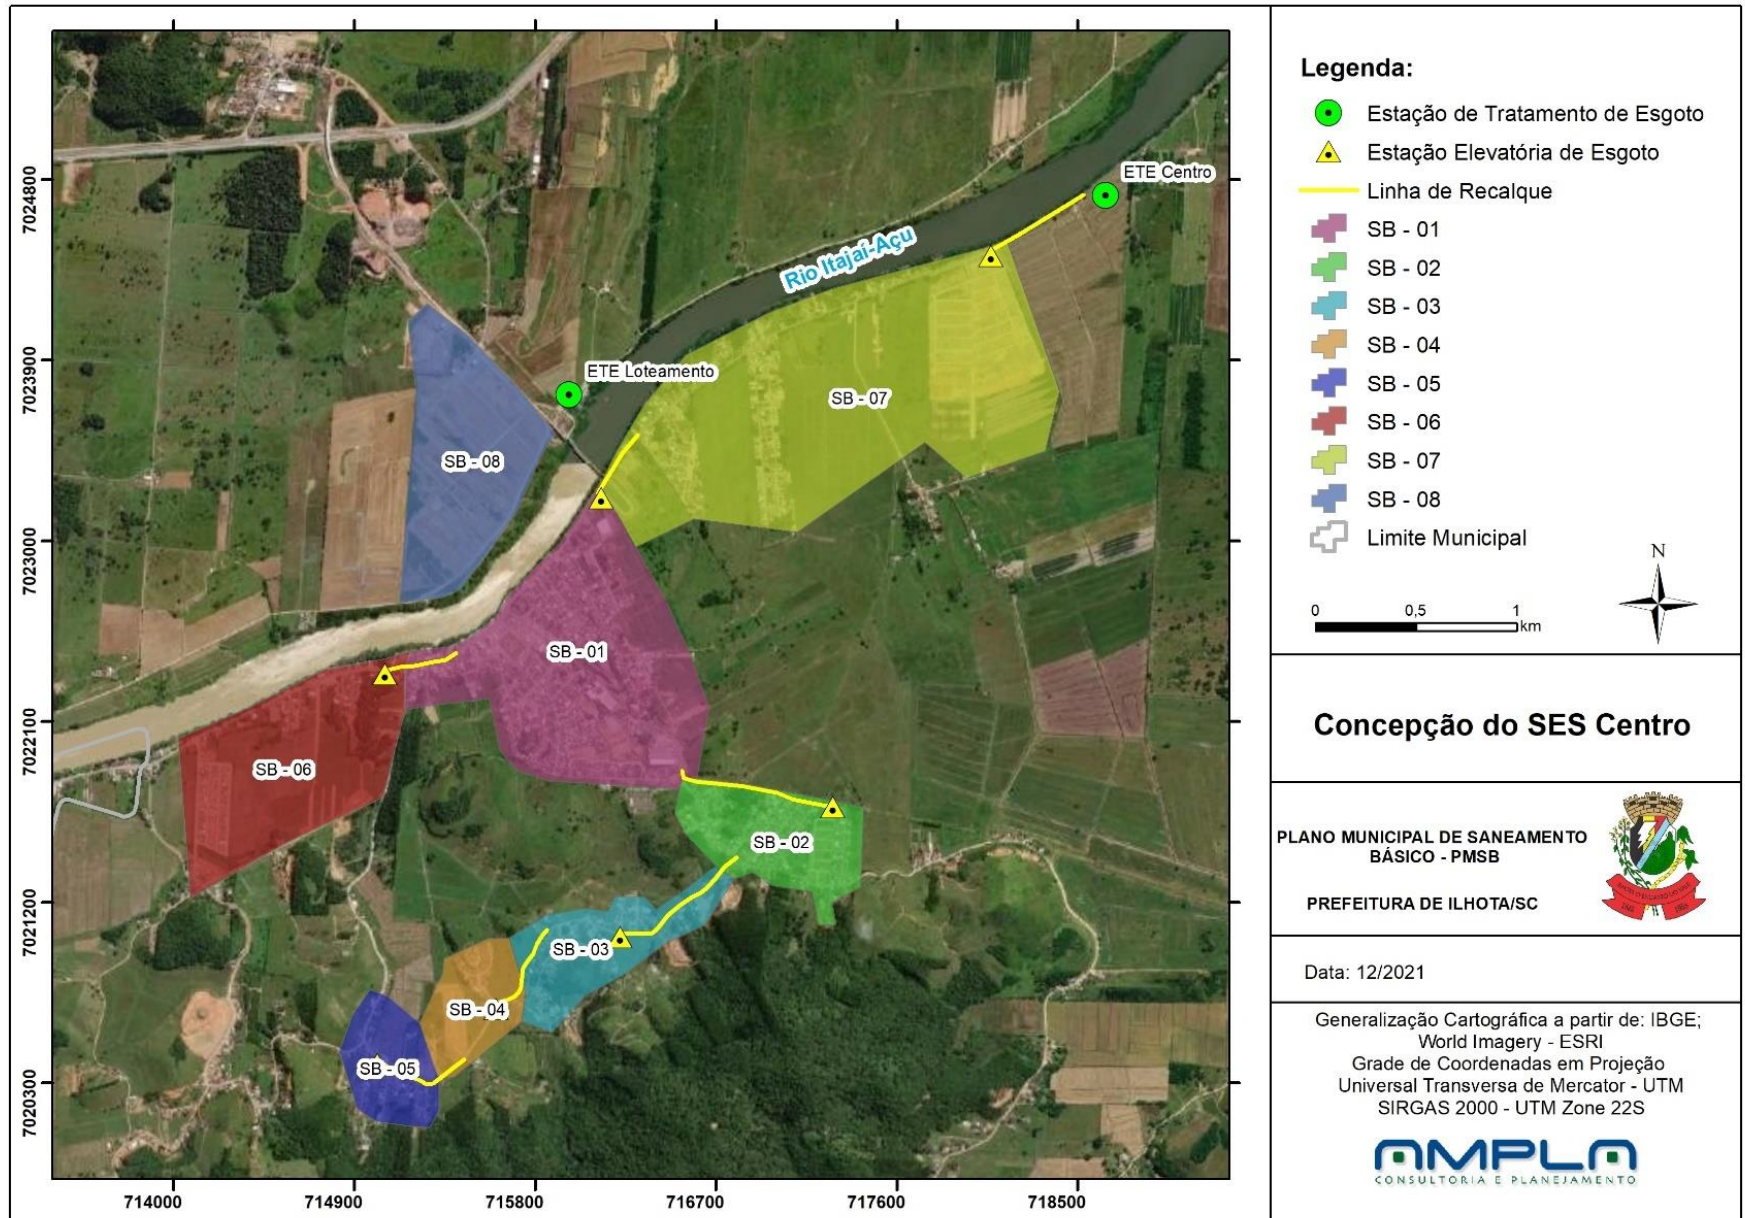 7024800
7023900
7023000
7022100
7021200
7020300
714000
714900
715800
716700
717600
718500
ETE Centro
Rio Itajaí-Açu
ETE Loteamento
SB - 07
SB - 08
SB - 01
SB - 06
SB - 02
SB - 03
SB - 04
SB - 05
Legenda:
Estação de Tratamento de Esgoto
Estação Elevatória de Esgoto
Linha de Recalque
SB - 01
SB - 02
SB - 03
SB - 04
SB - 05
SB - 06
SB - 07
SB - 08
Limite Municipal
N
0 0,5 1
km
Concepção do SES Centro
PLANO MUNICIPAL DE SANEAMENTO
BÁSICO - PMSB
PREFEITURA DE ILHOTA/SC
Data: 12/2021
Generalização Cartográfica a partir de: IBGE;
World Imagery - ESRI
Grade de Coordenadas em Projeção
Universal Transversa de Mercator - UTM
SIRGAS 2000 - UTM Zone 22S
AMPLA
CONSULTORIA E PLANEJAMENTO